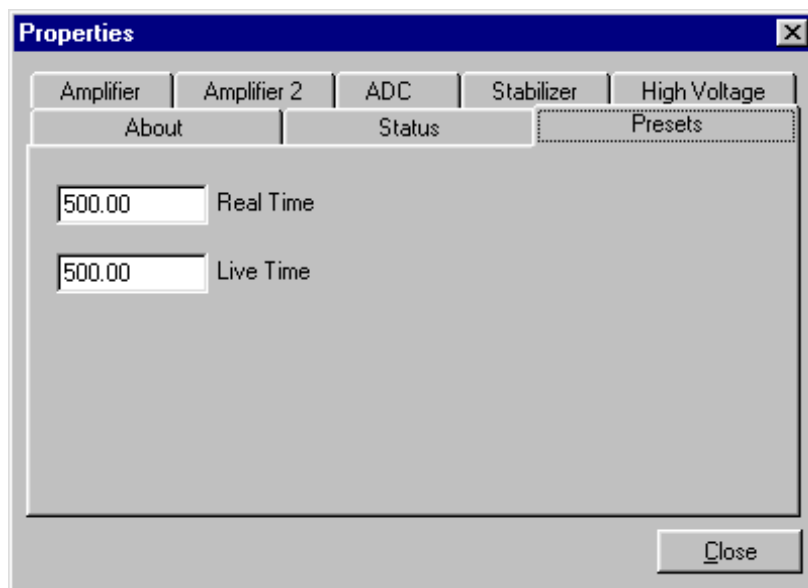 Properties
Amplifier Amplifier 2 ADC Stabilizer High Voltage
About Status Presets
500.00 Real Time
500.00 Live Time
Close